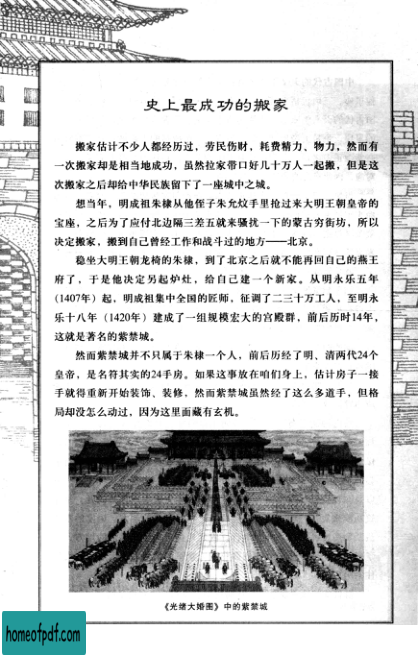 史上最成功的搬家
搬家估计不少人都经历过，劳民伤财，耗费精力、物力，然而有
一次搬家却是相当地成功，虽然拉家带口好几十万人一起搬，但是这
次搬家之后却给中华民族留下了一座城中之城。
想当年，明成祖朱棣从他侄子朱允炆手里抢过来大明王朝皇帝的
宝座，之后为了应付北边隔三差五就来骚扰一下的蒙古穷街坊，所以
决定搬家，搬到自己曾经工作和战斗过的地方——北京。
稳坐大明王朝龙椅的朱棣，到了北京之后就不能再回自己的燕王
府了，于是他决定另起炉灶，给自己建一个新家。从明永乐五年
（1407年）起，明成祖集中全国的匠师，征调了二三十万工人，至明永
乐十八年（1420年）建成了一组规模宏大的宫殿群，前后历时14年，
这就是著名的紫禁城。
然而紫禁城并不只属于朱棣一个人，前后历经了明、清两代24个
皇帝，是名符其实的24手房。如果这事放在咱们身上，估计房子一接
手就得重新开始装饰、装修，然而紫禁城虽然经了这么多道手，但格
局却没怎么动过，因为这里面藏有玄机。
《光绪大婚图》中的紫禁城
homeofpdf.com